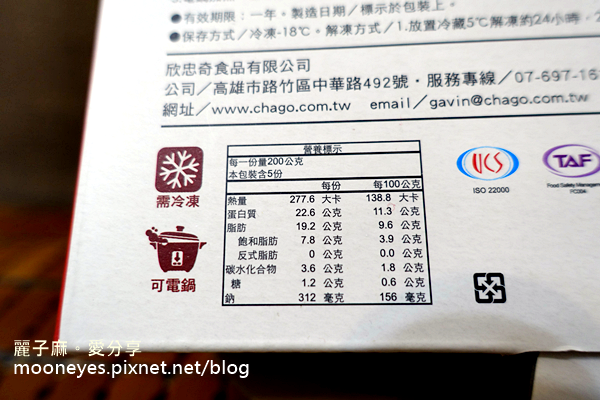 ●有效期限：一年。製造日期／標示於包裝上。
●保存方式／冷凍-18℃。解凍方式／1.放置冷藏5℃解凍約24小時，2
欣忠奇食品有限公司
公司／高雄市路竹區中華路492號・服務專線／07-697-16
網址／www.chago.com.tw email／gavin@chago.com.tw
營養標示
每一份量200公克
本包裝含5份
每份 每100公克
熱量 277.6 大卡 138.8 大卡
蛋白質 22.6 公克 11.3 公克
脂肪 19.2 公克 9.6 公克
飽和脂肪 7.8 公克 3.9 公克
反式脂肪 0 公克 0.0 公克
碳水化合物 3.6 公克 1.8 公克
糖 1.2 公克 0.6 公克
鈉 312 毫克 156 毫克
需冷凍
可電鍋
UCS
ISO 22000
TAF
Food Safety Management
麗子麻。愛分享
mooneyes.pixnet.net/blog